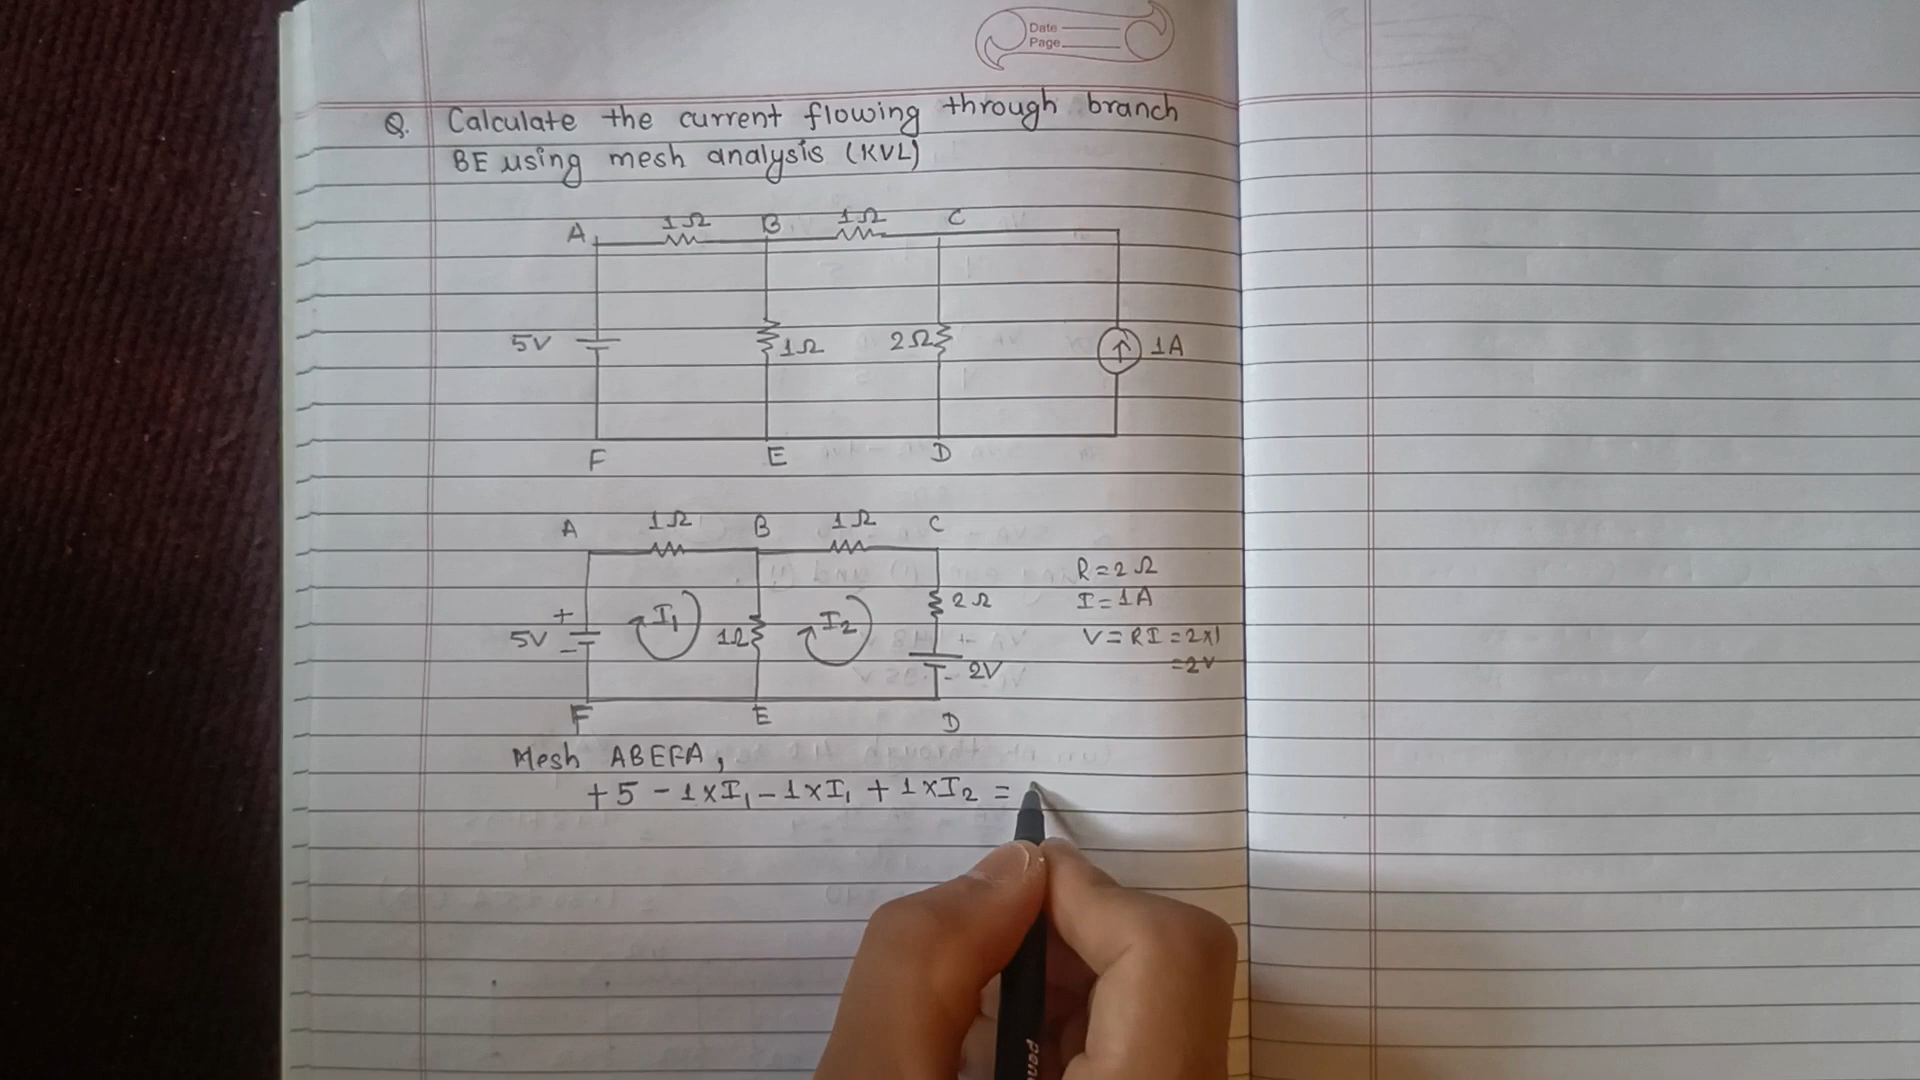 Date
Page
Q. Calculate the current flowing through branch
BE using mesh analysis (KVL)
A 1Ω B 1Ω C
5V 1Ω 2Ω 1A
F E D
A 1Ω B 1Ω C
R = 2 Ω
2Ω I = 1A
+ 5V - I₁ 1Ω I₂ V = RI = 2×1
- 2V = 2V
F E D
Mesh ABEFA,
+ 5 - 1 × I₁ - 1 × I₁ + 1 × I₂ =